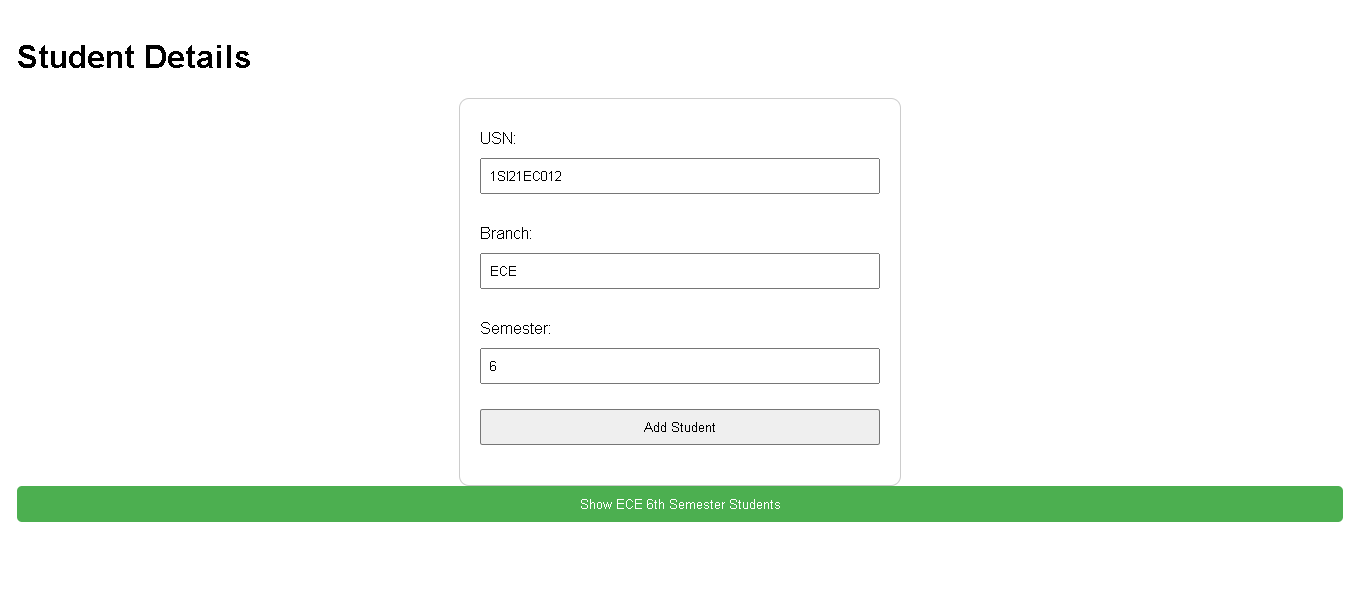 Student Details
USN:
1SI21EC012
Branch:
ECE
Semester:
6
Add Student
Show ECE 6th Semester Students